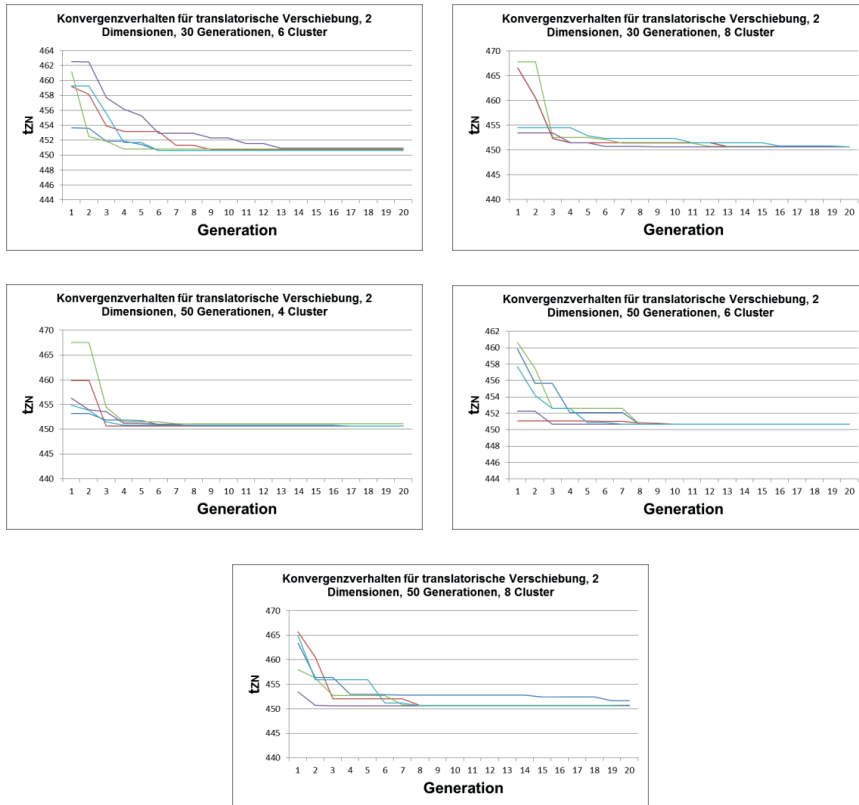 Konvergenzverhalten für translatorische Verschiebung, 2
Dimensionen, 30 Generationen, 6 Cluster
464
462
460
458
456
454
452
450
448
446
444
tZN
1 2 3 4 5 6 7 8 9 10 11 12 13 14 15 16 17 18 19 20
Generation
Konvergenzverhalten für translatorische Verschiebung, 2
Dimensionen, 30 Generationen, 8 Cluster
470
465
460
455
450
445
440
tZN
1 2 3 4 5 6 7 8 9 10 11 12 13 14 15 16 17 18 19 20
Generation
Konvergenzverhalten für translatorische Verschiebung, 2
Dimensionen, 50 Generationen, 4 Cluster
470
465
460
455
450
445
440
tZN
1 2 3 4 5 6 7 8 9 10 11 12 13 14 15 16 17 18 19 20
Generation
Konvergenzverhalten für translatorische Verschiebung, 2
Dimensionen, 50 Generationen, 6 Cluster
462
460
458
456
454
452
450
448
446
444
tZN
1 2 3 4 5 6 7 8 9 10 11 12 13 14 15 16 17 18 19 20
Generation
Konvergenzverhalten für translatorische Verschiebung, 2
Dimensionen, 50 Generationen, 8 Cluster
470
465
460
455
450
445
440
tZN
1 2 3 4 5 6 7 8 9 10 11 12 13 14 15 16 17 18 19 20
Generation